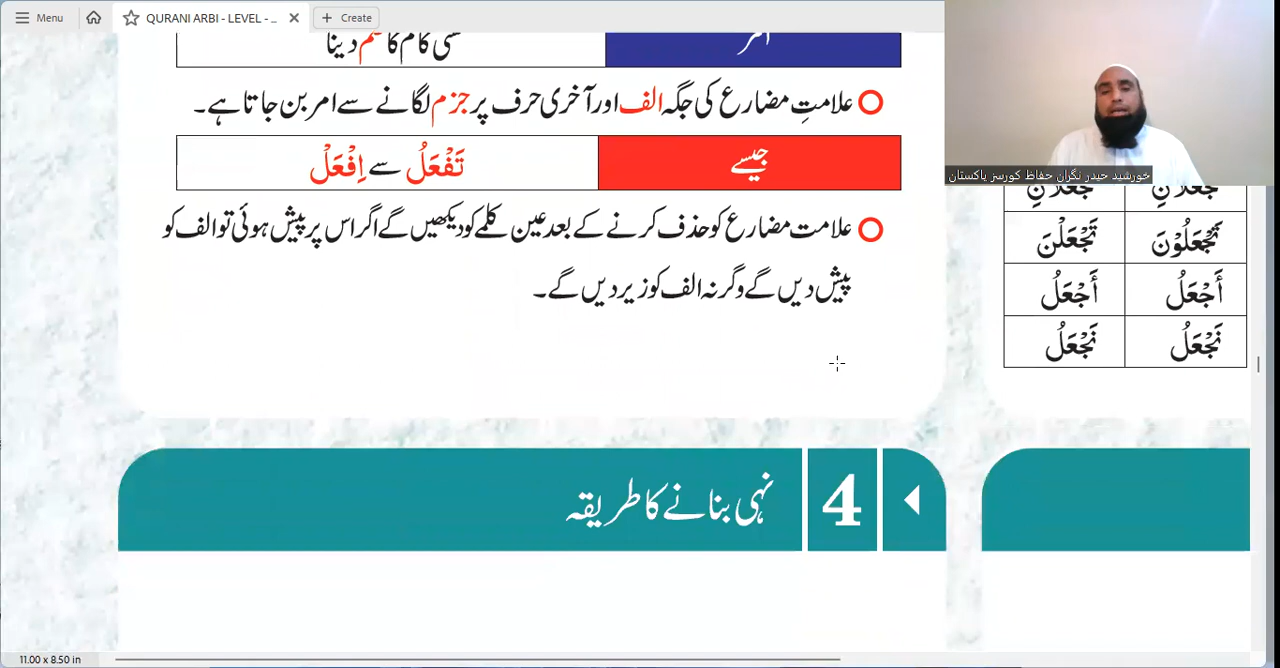 Menu
QURANI ARBI - LEVEL - ...
Create
امر
کسی کام کا حکم دینا
علامتِ مضارع کی جگہ الف اور آخری حرف پر جزم لگانے سے امر بن جاتا ہے۔
جیسے
تَفْعَلُ سے اِفْعَلْ
علامت مضارع کو حذف کرنے کے بعد عین کلمے کو دیکھیں گے اگر اس پر پیش ہوئی تو الف کو
پیش دیں گے وگرنہ الف کو زیر دیں گے۔
4
نہی بنانے کا طریقہ
خورشید حیدر نگران حفاظ کورسز پاکستان
تَجْعَلْنَ
أَجْعَلُ أَجْعَلُ
نَجْعَلُ نَجْعَلُ
11.00 x 8.50 in